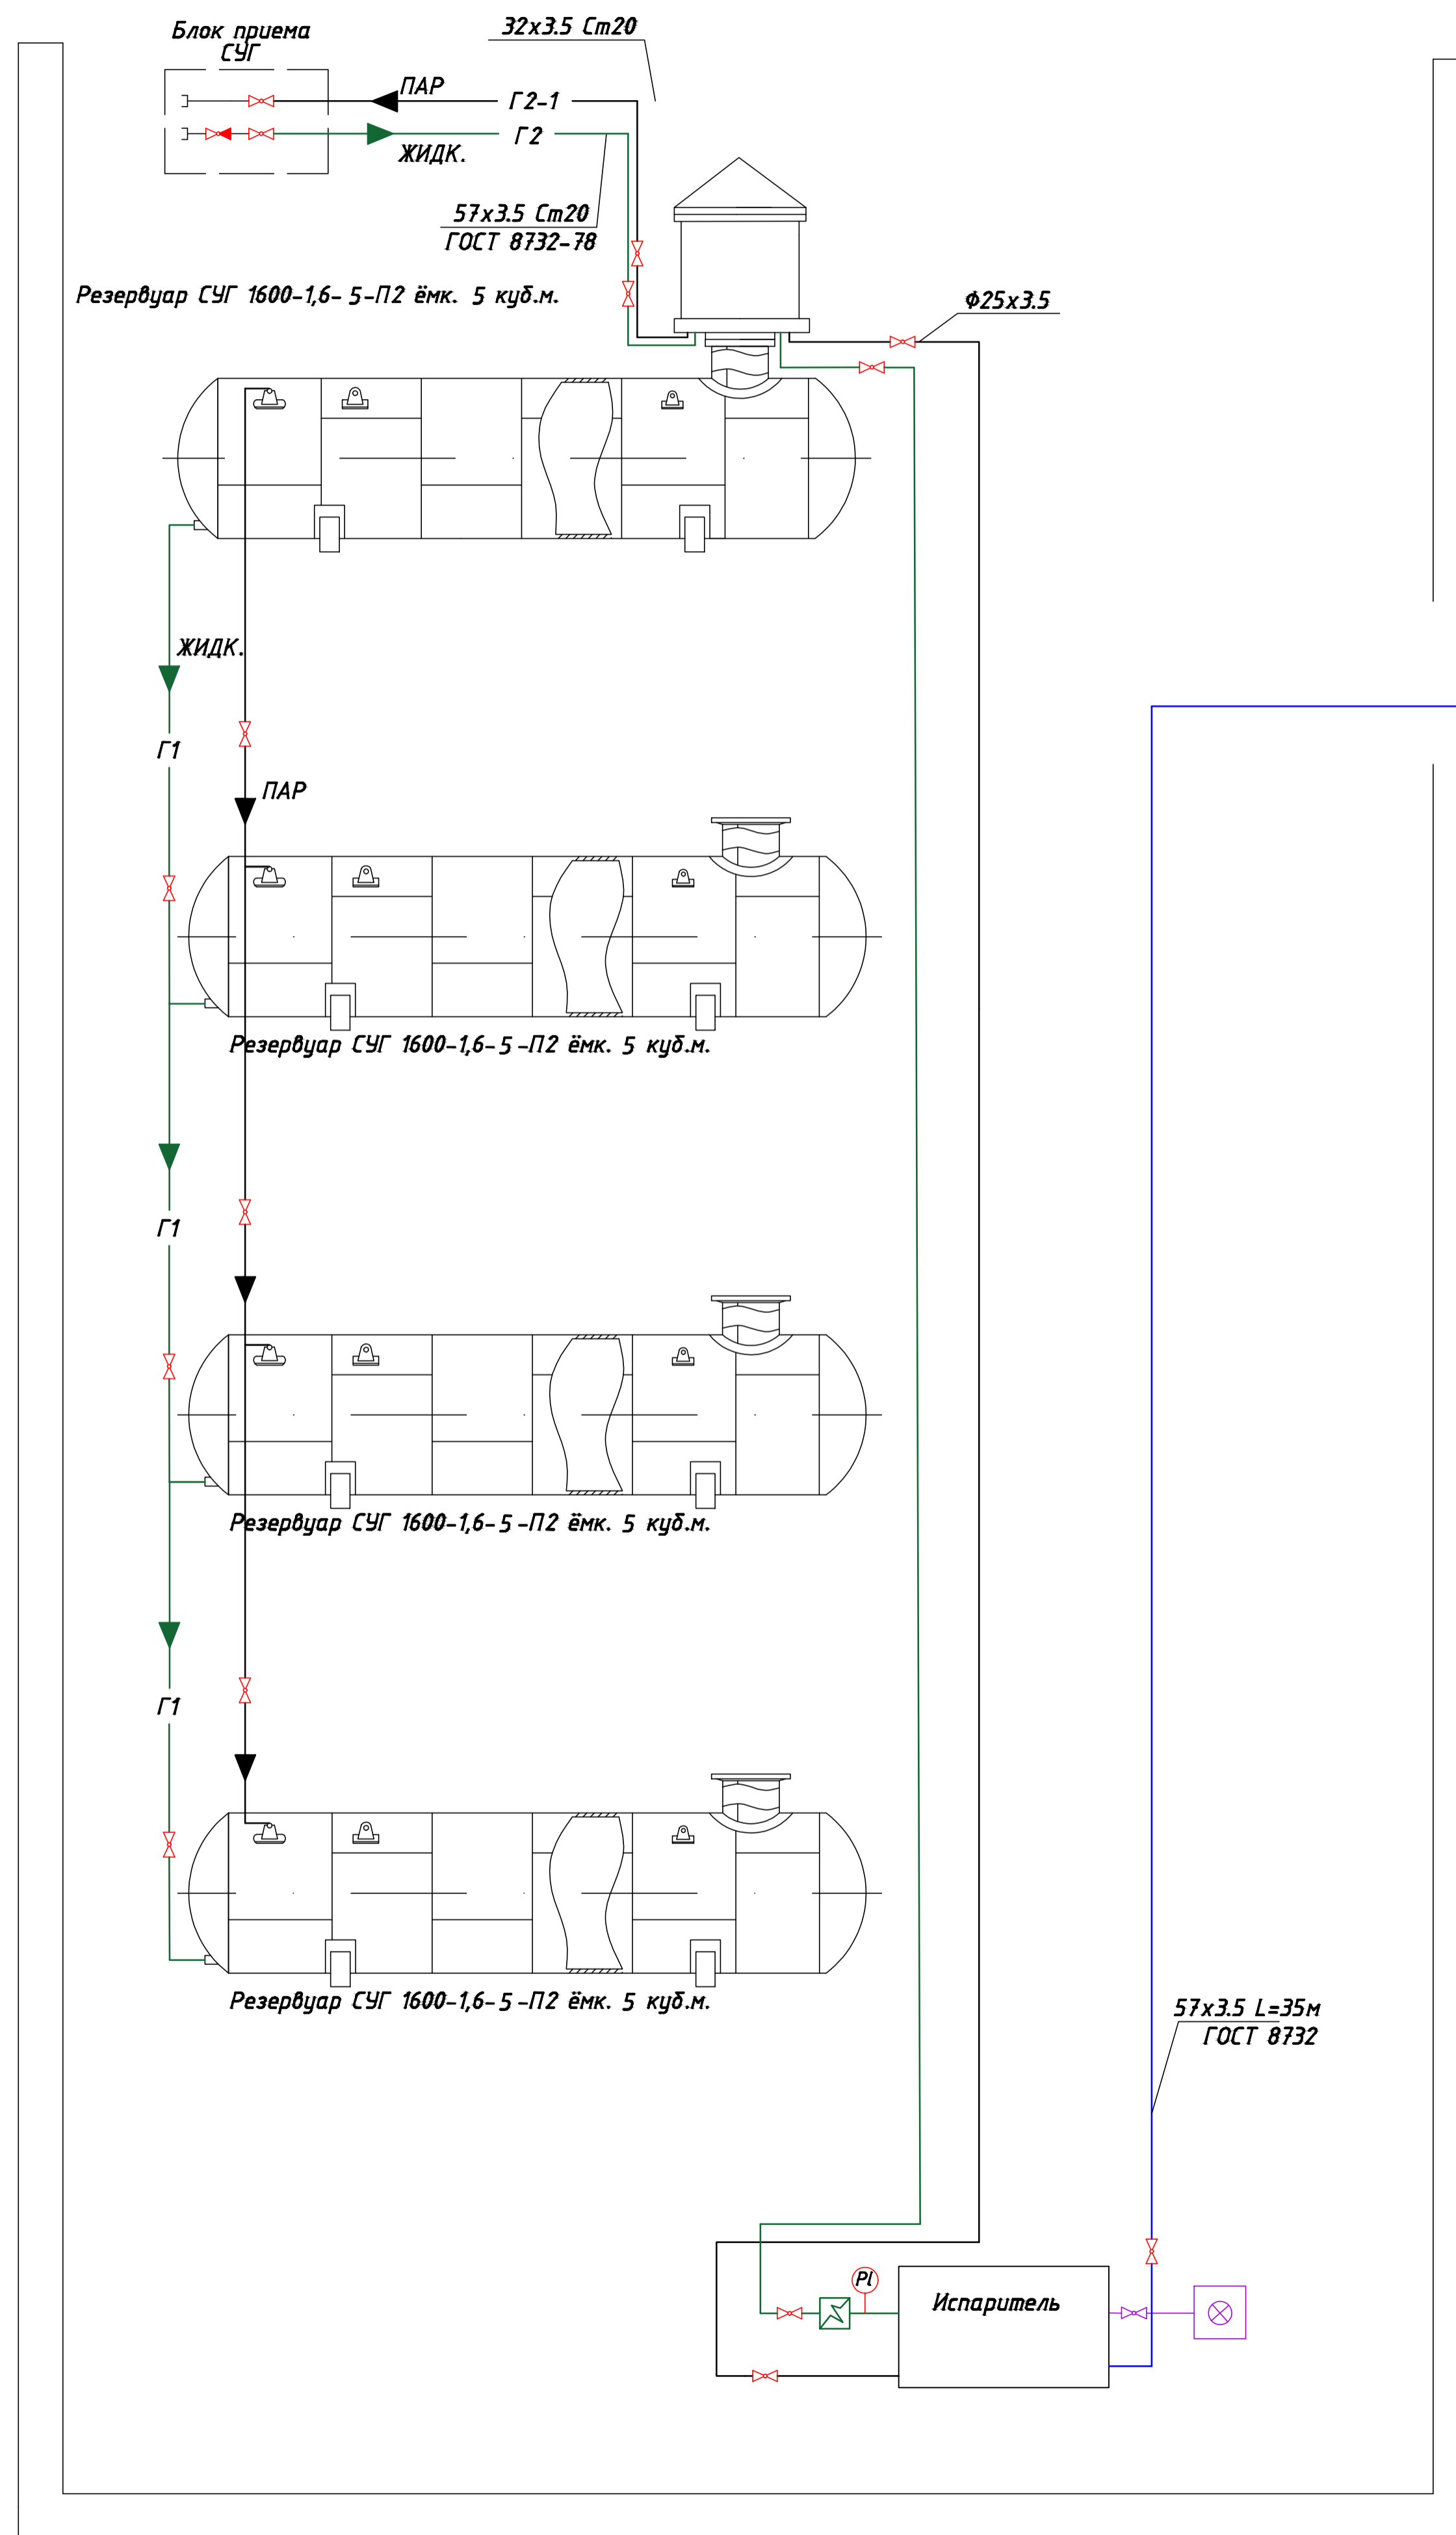 Блок приема
СУГ
32х3.5 Ст20
ПАР
Г2-1
Г2
ЖИДК.
57х3.5 Ст20
ГОСТ 8732-78
Резервуар СУГ 1600-1,6- 5-П2 ёмк. 5 куб.м.
Ф25х3.5
ЖИДК.
Г1
ПАР
Резервуар СУГ 1600-1,6- 5 -П2 ёмк. 5 куб.м.
Г1
Резервуар СУГ 1600-1,6- 5 -П2 ёмк. 5 куб.м.
Г1
Резервуар СУГ 1600-1,6- 5 -П2 ёмк. 5 куб.м.
57х3.5 L=35м
ГОСТ 8732
PI
Испаритель